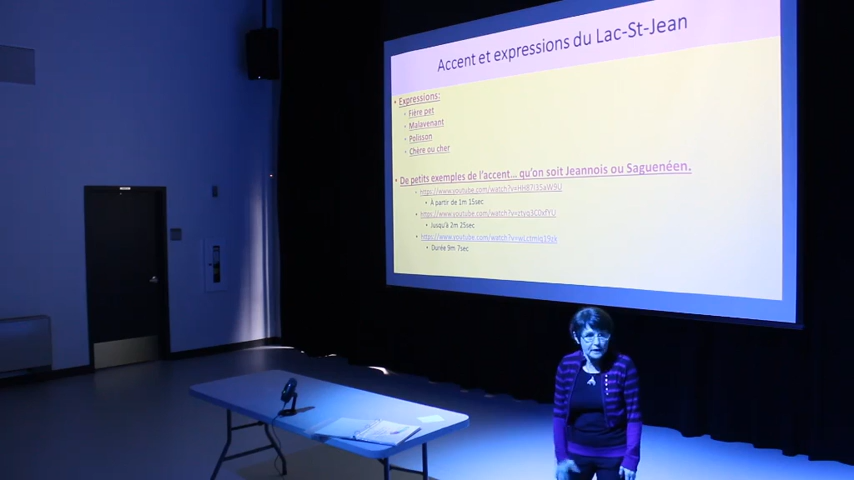 Accent et expressions du Lac-St-Jean
• Expressions:
◦ Fière pet
◦ Malavenant
◦ Polisson
◦ Chère ou cher
• De petits exemples de l'accent... qu'on soit Jeannois ou Saguenéen.
• À partir de 1m 15sec
• Jusqu'à 2m 25sec
• Durée 9m 7sec